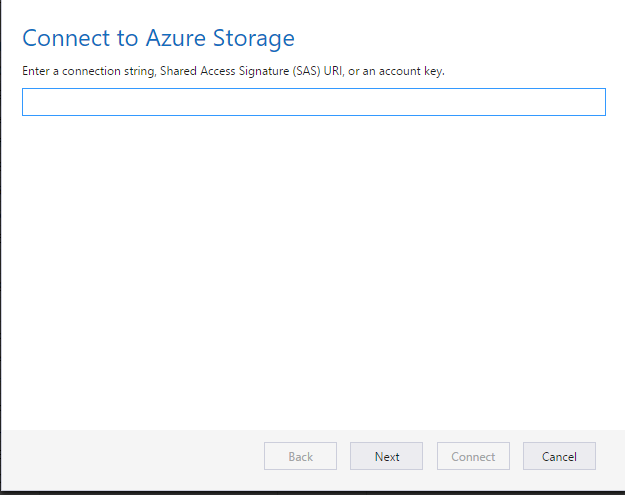 Connect to Azure Storage
Enter a connection string, Shared Access Signature (SAS) URI, or an account key.
Back Next Connect Cancel